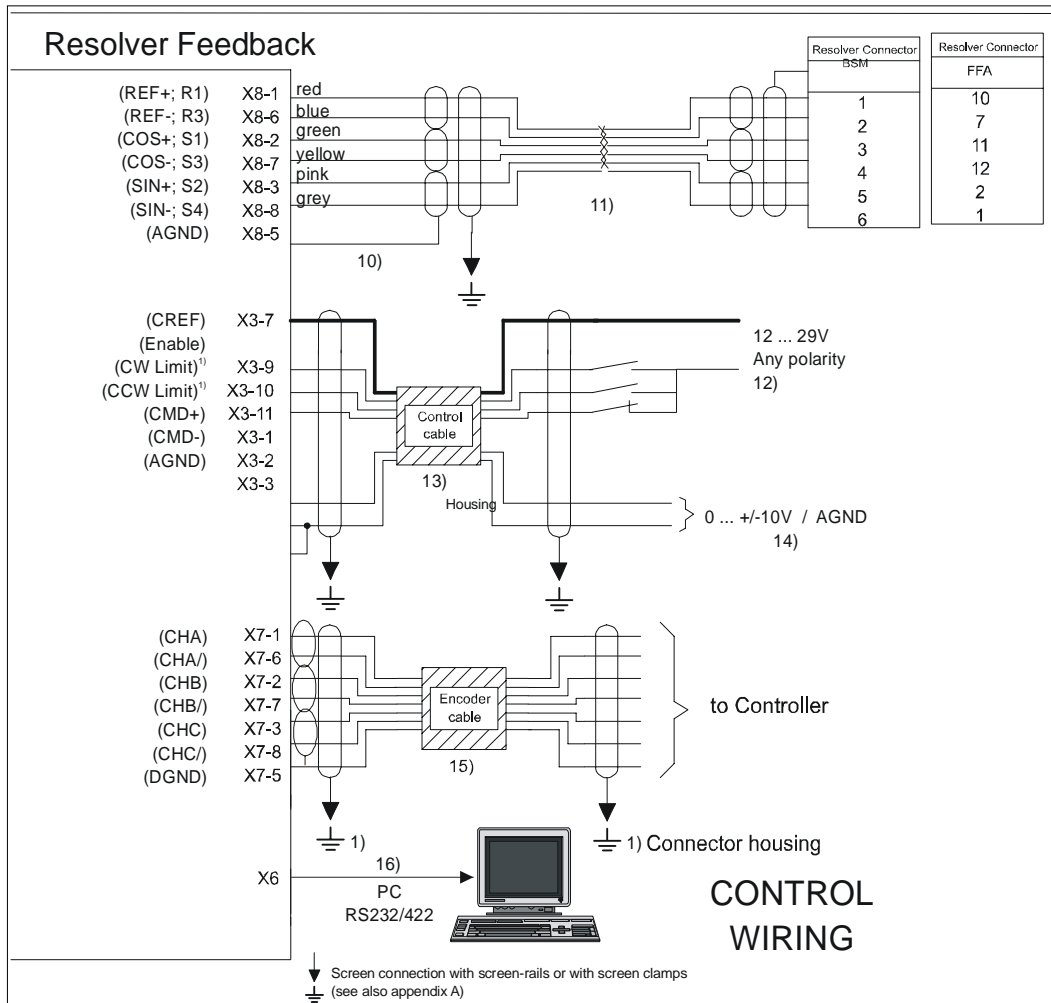 Resolver Feedback
Resolver Connector
BSM
Resolver Connector
FFA
(REF+; R1) X8-1 red
(REF-; R3) X8-6 blue
(COS+; S1) X8-2 green
(COS-; S3) X8-7 yellow
(SIN+; S2) X8-3 pink
(SIN-; S4) X8-8 grey
(AGND) X8-5
10)
11)
1 10
2 7
3 11
4 12
5 2
6 1
(CREF) X3-7
(Enable)
(CW Limit)1) X3-9
(CCW Limit)1) X3-10
(CMD+) X3-11
(CMD-) X3-1
(AGND) X3-2
X3-3
Control
cable
13)
Housing
12 ... 29V
Any polarity
12)
0 ... +/-10V / AGND
14)
(CHA) X7-1
(CHA/) X7-6
(CHB) X7-2
(CHB/) X7-7
(CHC) X7-3
(CHC/) X7-8
(DGND) X7-5
Encoder
cable
15)
to Controller
1)
1) Connector housing
X6
16)
PC
RS232/422
CONTROL
WIRING
Screen connection with screen-rails or with screen clamps
(see also appendix A)